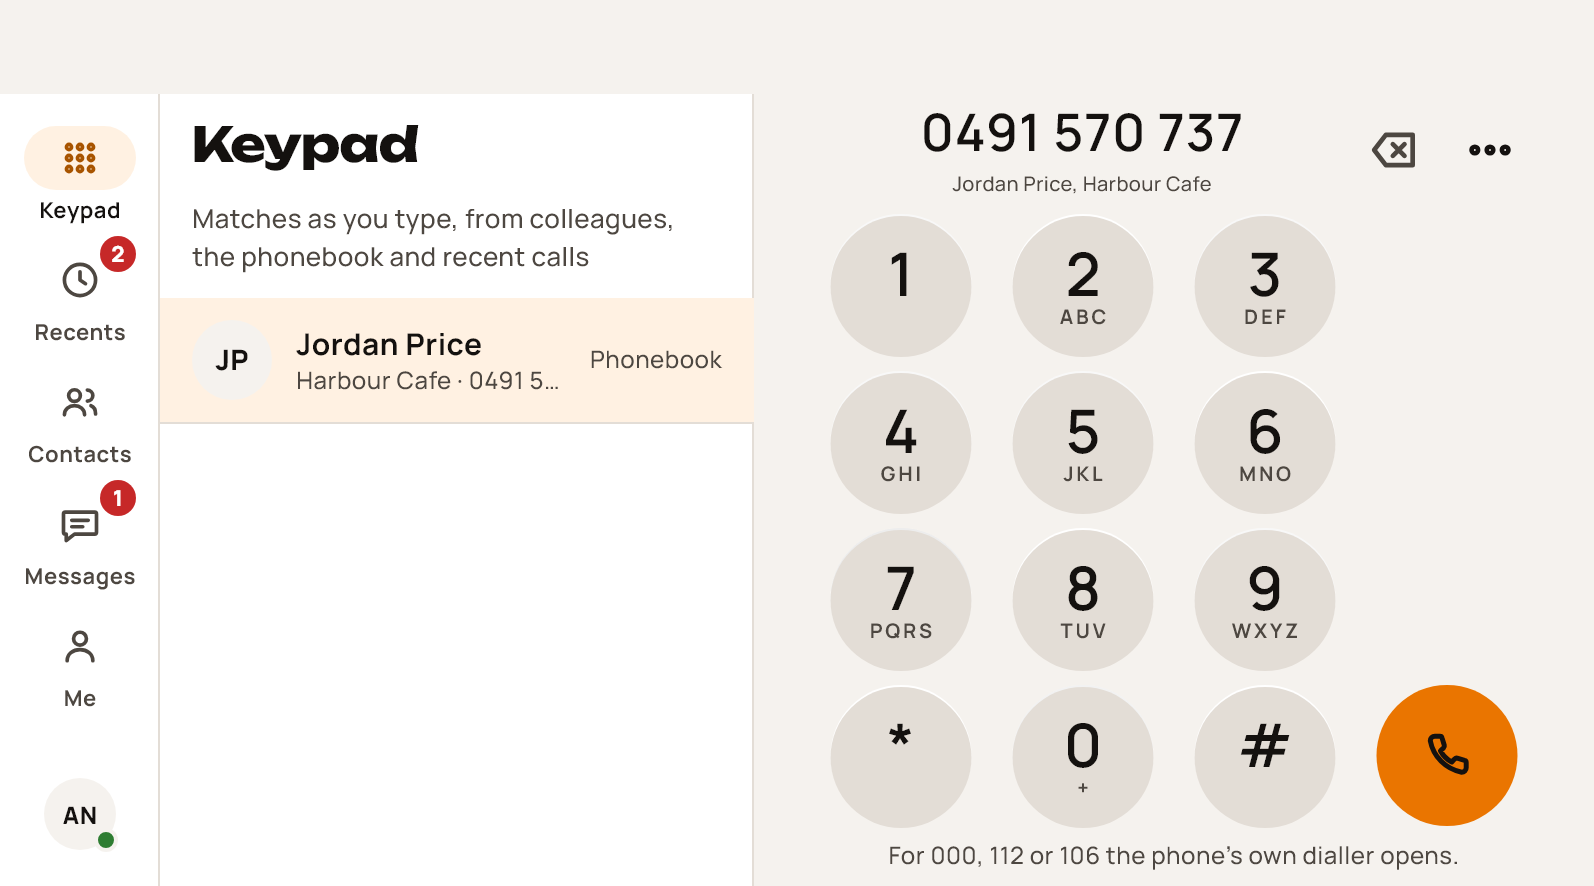 Keypad
2
Recents
Contacts
1
Messages
Me
AN
Keypad
Matches as you type, from colleagues,
the phonebook and recent calls
JP
Jordan Price
Harbour Cafe · 0491 5...
Phonebook
0491 570 737
Jordan Price, Harbour Cafe
1
2
ABC
3
DEF
4
GHI
5
JKL
6
MNO
7
PQRS
8
TUV
9
WXYZ
*
0
+
#
For 000, 112 or 106 the phone's own dialler opens.